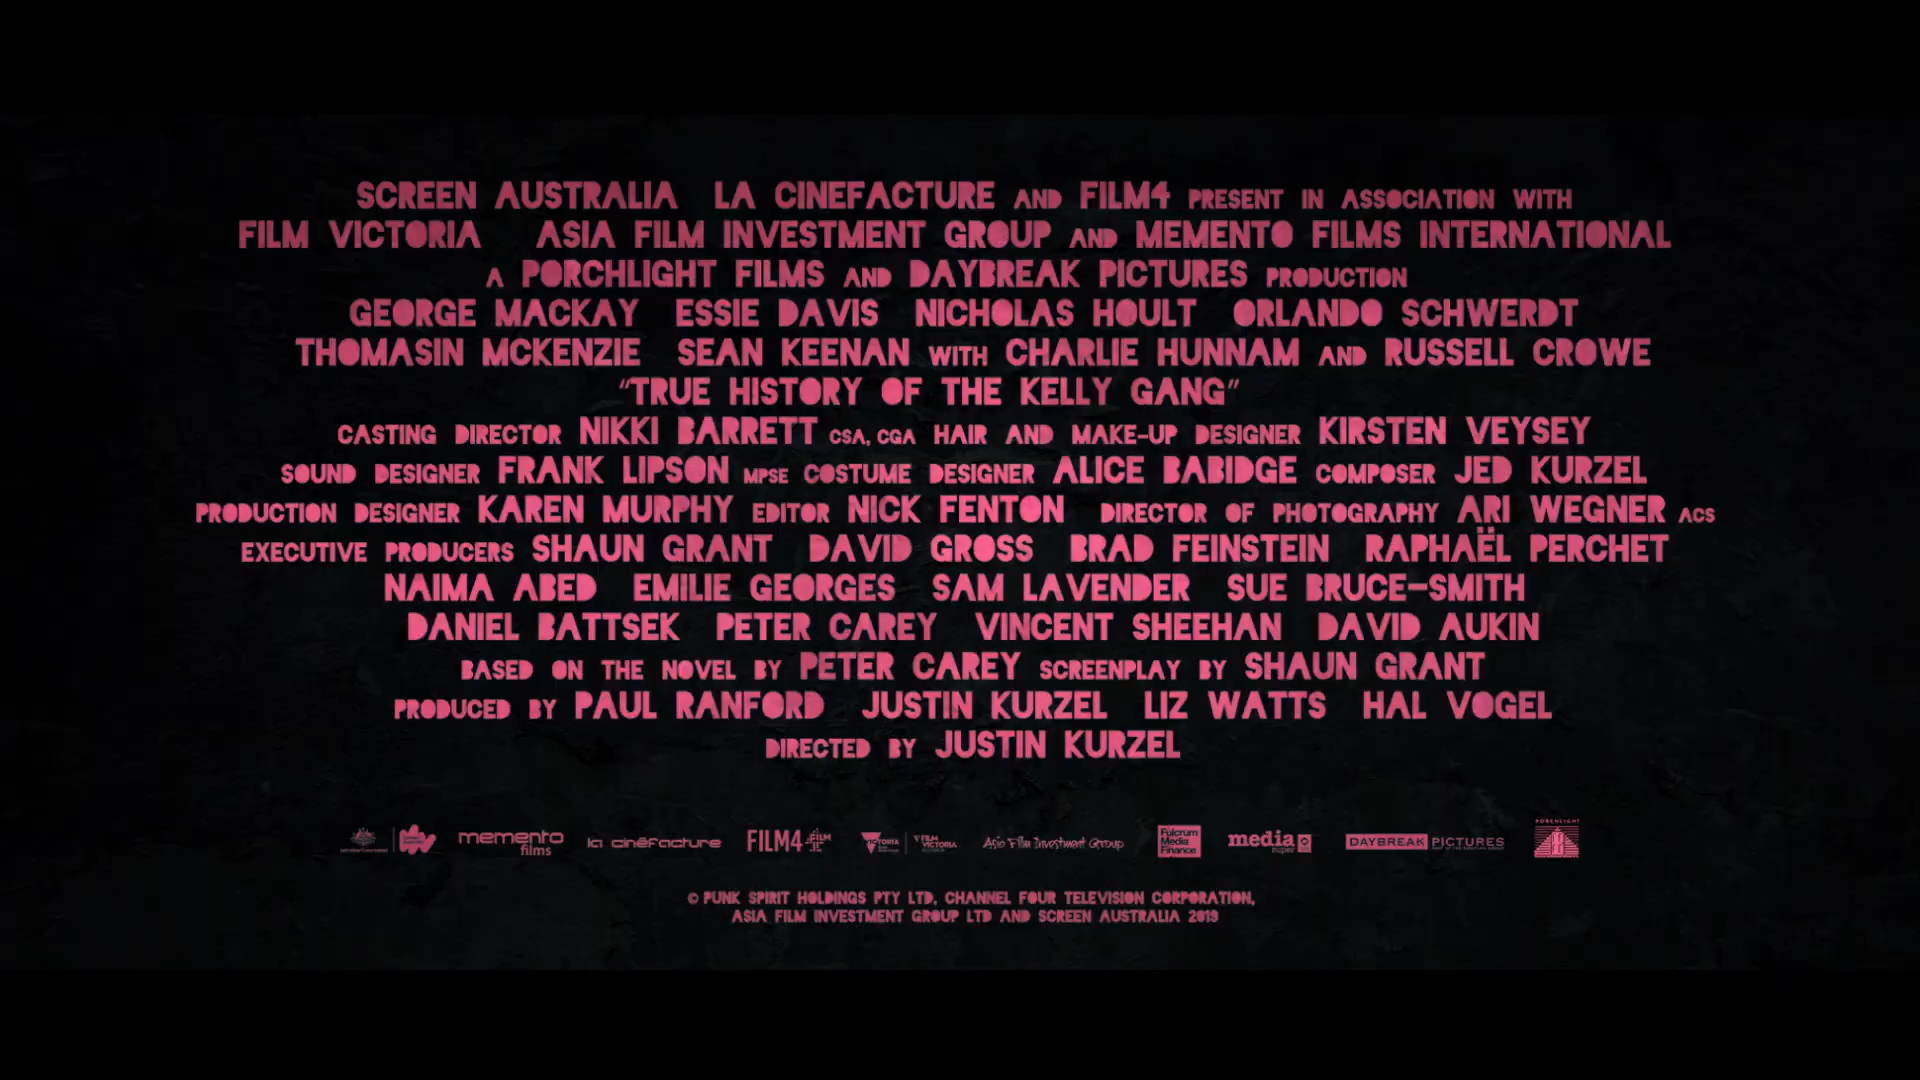 SCREEN AUSTRALIA LA CINEFACTURE AND FILM4 PRESENT IN ASSOCIATION WITH
FILM VICTORIA ASIA FILM INVESTMENT GROUP AND MEMENTO FILMS INTERNATIONAL
A PORCHLIGHT FILMS AND DAYBREAK PICTURES PRODUCTION
GEORGE MACKAY ESSIE DAVIS NICHOLAS HOULT ORLANDO SCHWERDT
THOMASIN MCKENZIE SEAN KEENAN WITH CHARLIE HUNNAM AND RUSSELL CROWE
"TRUE HISTORY OF THE KELLY GANG"
CASTING DIRECTOR NIKKI BARRETT CSA, CGA HAIR AND MAKE-UP DESIGNER KIRSTEN VEYSEY
SOUND DESIGNER FRANK LIPSON MPSE COSTUME DESIGNER ALICE BABIDGE COMPOSER JED KURZEL
PRODUCTION DESIGNER KAREN MURPHY EDITOR NICK FENTON DIRECTOR OF PHOTOGRAPHY ARI WEGNER ACS
EXECUTIVE PRODUCERS SHAUN GRANT DAVID GROSS BRAD FEINSTEIN RAPHAËL PERCHET
NAIMA ABED EMILIE GEORGES SAM LAVENDER SUE BRUCE-SMITH
DANIEL BATTSEK PETER CAREY VINCENT SHEEHAN DAVID AUKIN
BASED ON THE NOVEL BY PETER CAREY SCREENPLAY BY SHAUN GRANT
PRODUCED BY PAUL RANFORD JUSTIN KURZEL LIZ WATTS HAL VOGEL
DIRECTED BY JUSTIN KURZEL
memento films la cinéfacture FILM4 FILM VICTORIA FILM VICTORIA Asia Film Investment Group Fulcrum Media Finance media super DAYBREAK PICTURES PORCHLIGHT
© PUNK SPIRIT HOLDINGS PTY LTD, CHANNEL FOUR TELEVISION CORPORATION,
ASIA FILM INVESTMENT GROUP LTD AND SCREEN AUSTRALIA 2019